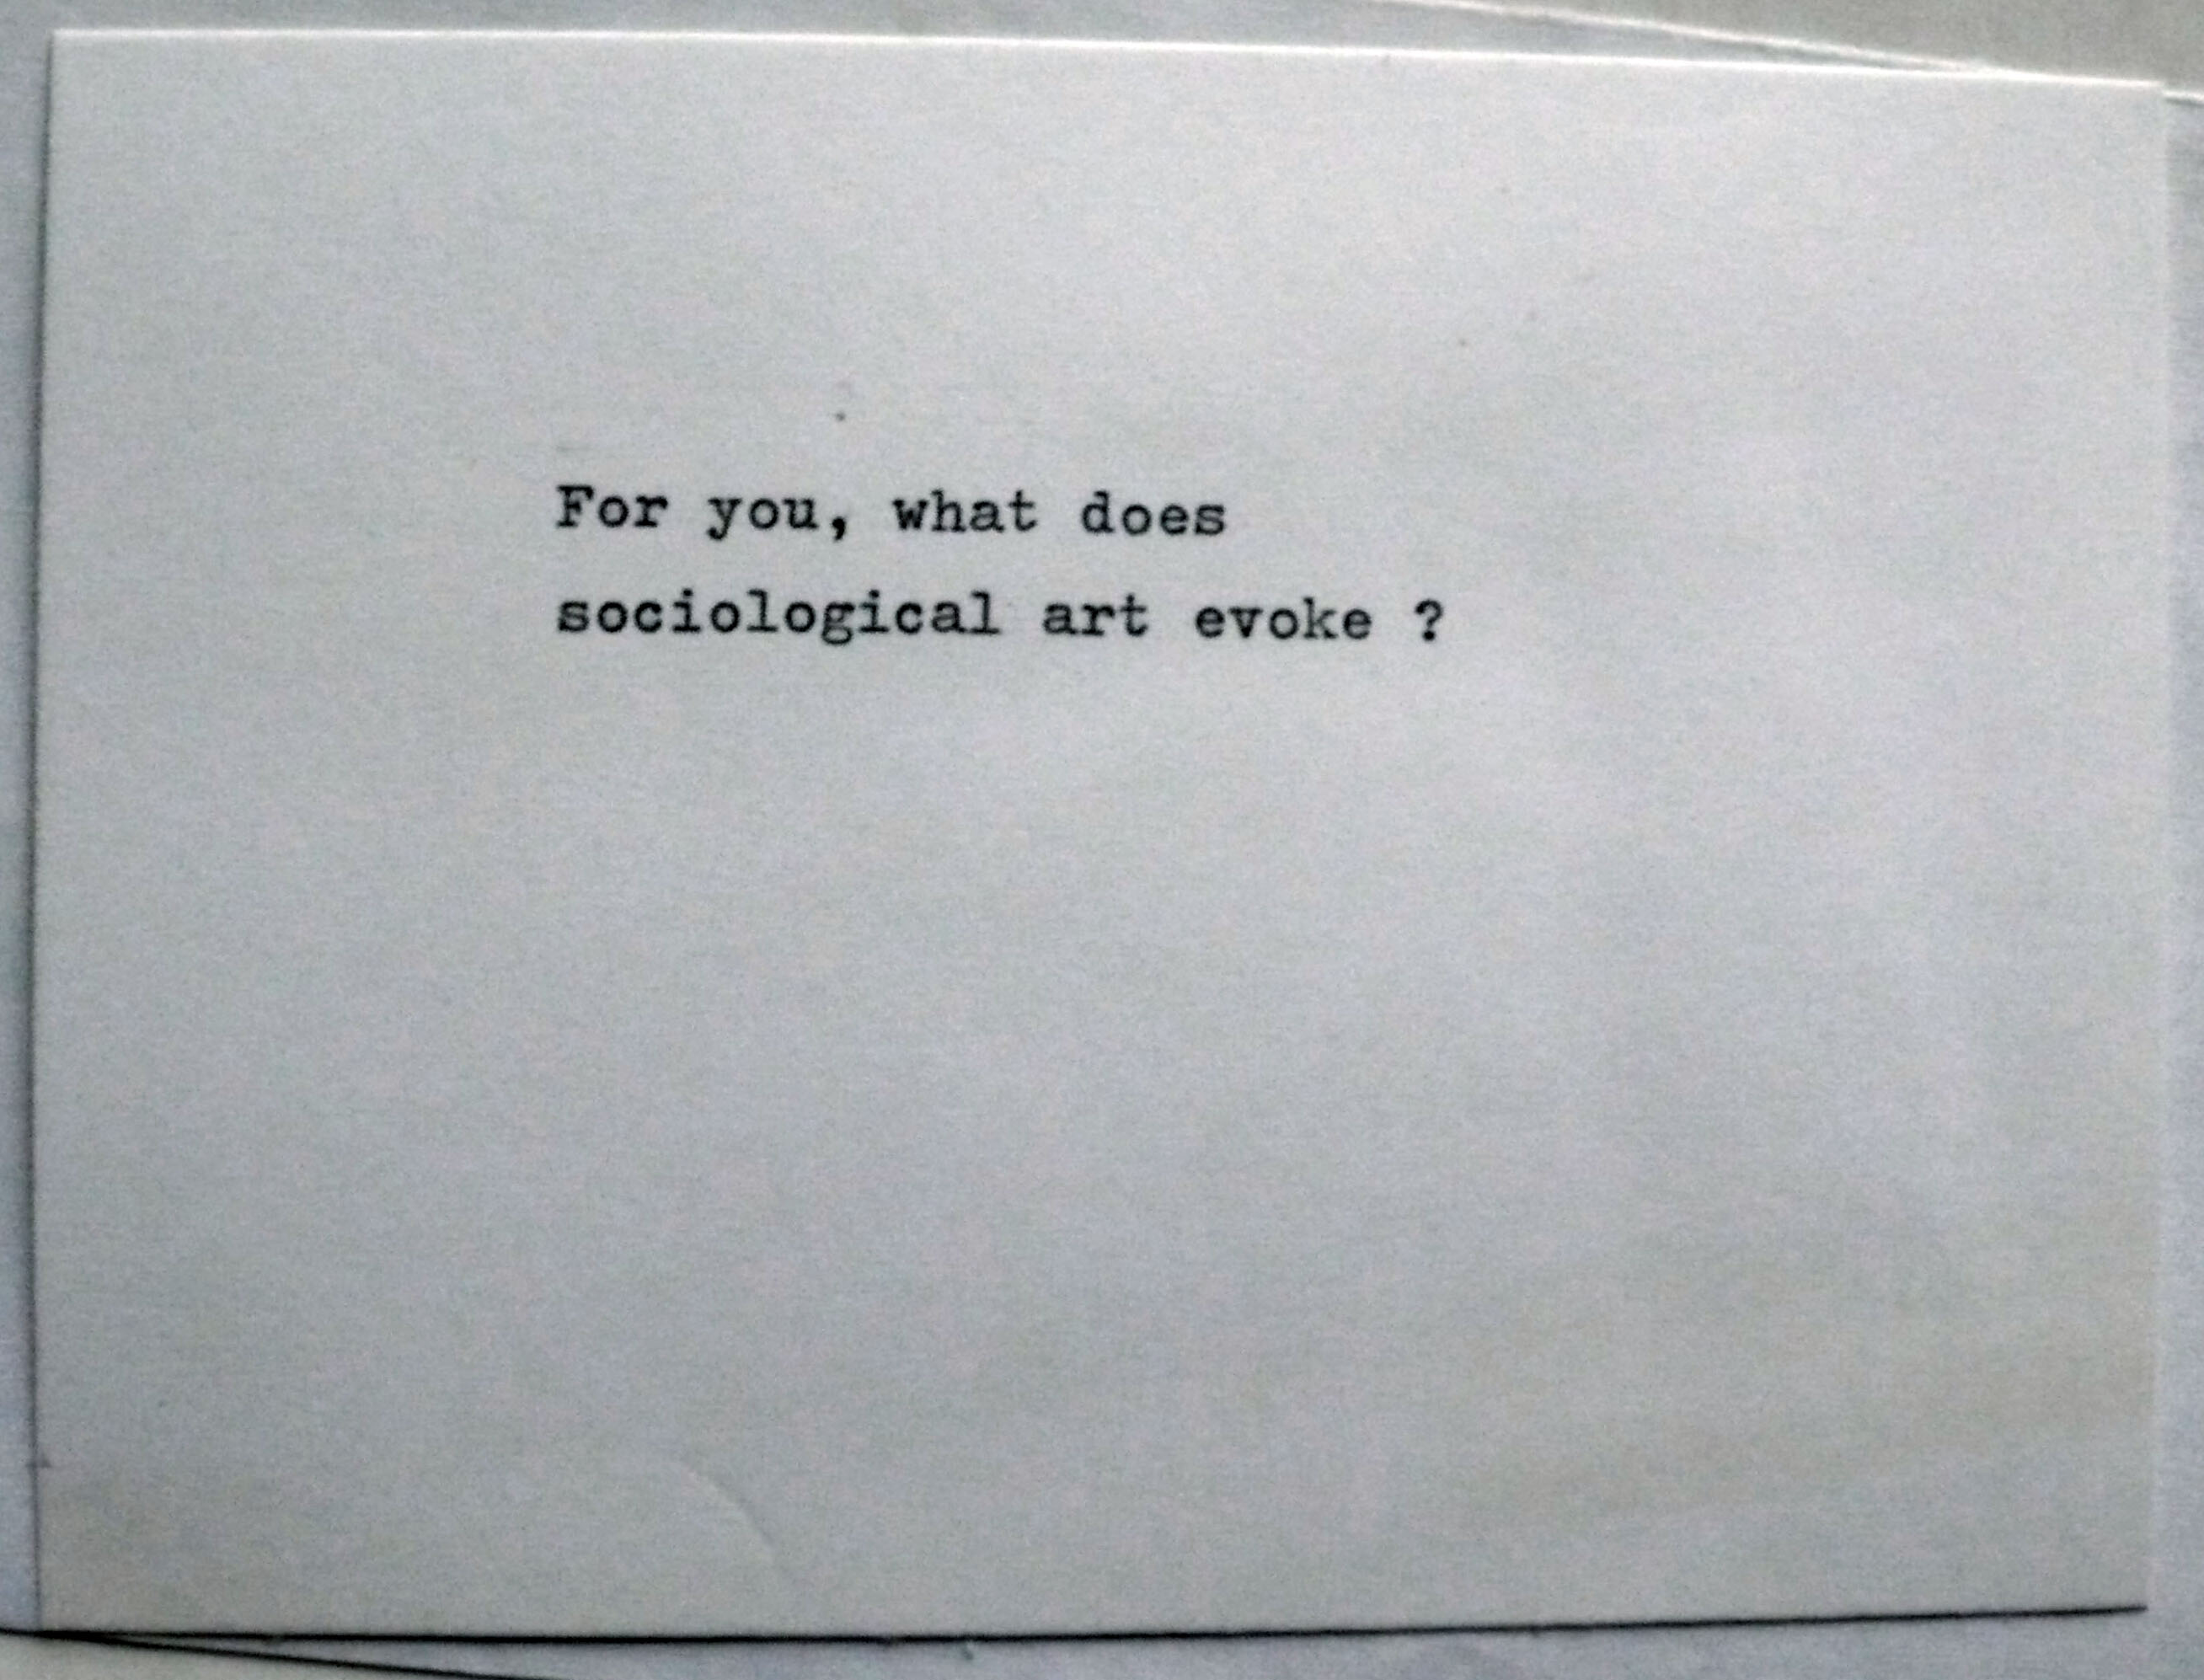 For you, what does
sociological art evoke ?